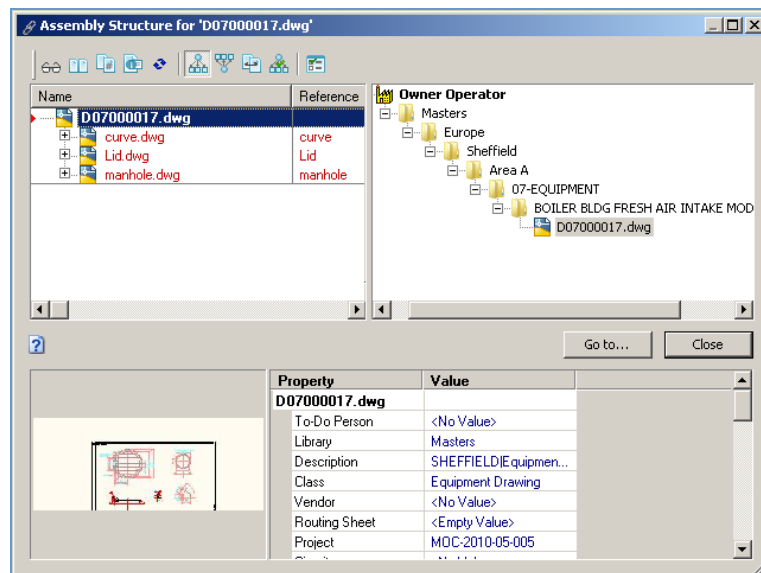 Assembly Structure for 'D07000017.dwg'
Name Reference
D07000017.dwg
curve.dwg curve
Lid.dwg Lid
manhole.dwg manhole
Owner Operator
Masters
Europe
Sheffield
Area A
07-EQUIPMENT
BOILER BLDG FRESH AIR INTAKE MOD
D07000017.dwg
Go to... Close
Property Value
D07000017.dwg
To-Do Person <No Value>
Library Masters
Description SHEFFIELD|Equipmen...
Class Equipment Drawing
Vendor <No Value>
Routing Sheet <Empty Value>
Project MOC-2010-05-005